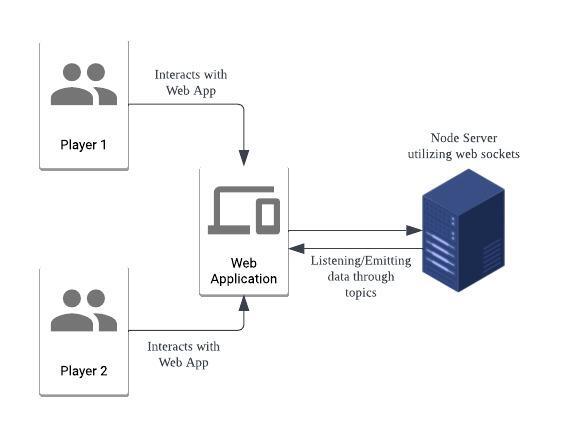 Interacts with
Web App
Player 1
Node Server
utilizing web sockets
Web
Application
Listening/Emitting
data through
topics
Interacts with
Web App
Player 2